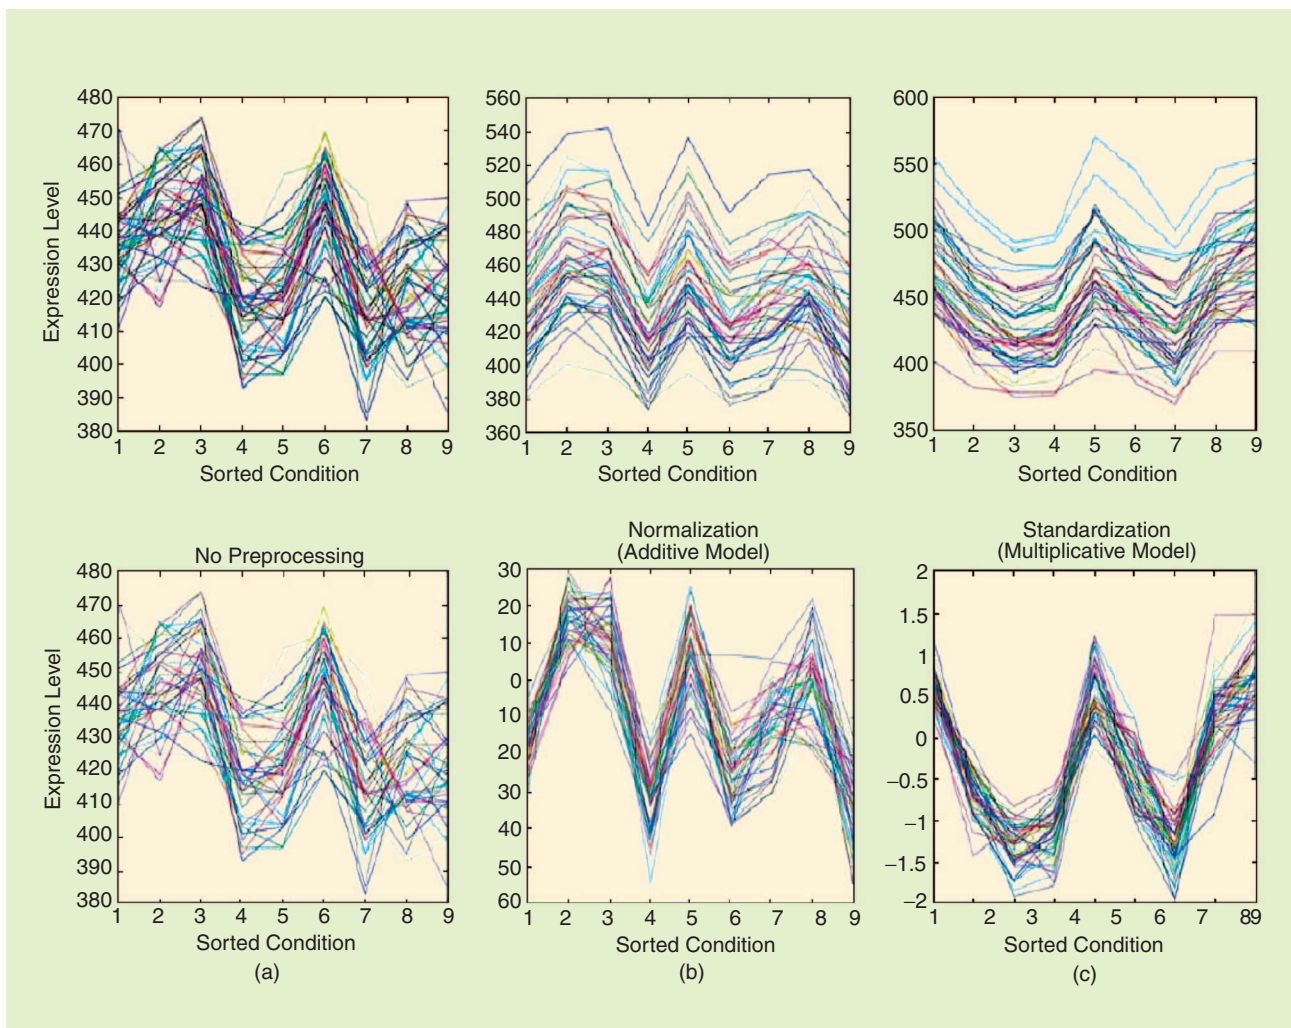 480
470
460
450
440
430
420
410
400
390
380
Expression Level
1 2 3 4 5 6 7 8 9
Sorted Condition
560
540
520
500
480
460
440
420
400
380
360
1 2 3 4 5 6 7 8 9
Sorted Condition
600
550
500
450
400
350
1 2 3 4 5 6 7 8 9
Sorted Condition
No Preprocessing
480
470
460
450
440
430
420
410
400
390
380
Expression Level
1 2 3 4 5 6 7 8 9
Sorted Condition
(a)
Normalization
(Additive Model)
30
20
10
0
10
20
30
40
50
60
1 2 3 4 5 6 7 8 9
Sorted Condition
(b)
Standardization
(Multiplicative Model)
2
1.5
1
0.5
0
−0.5
−1
−1.5
−2
1 2 3 4 5 6 7 89
Sorted Condition
(c)